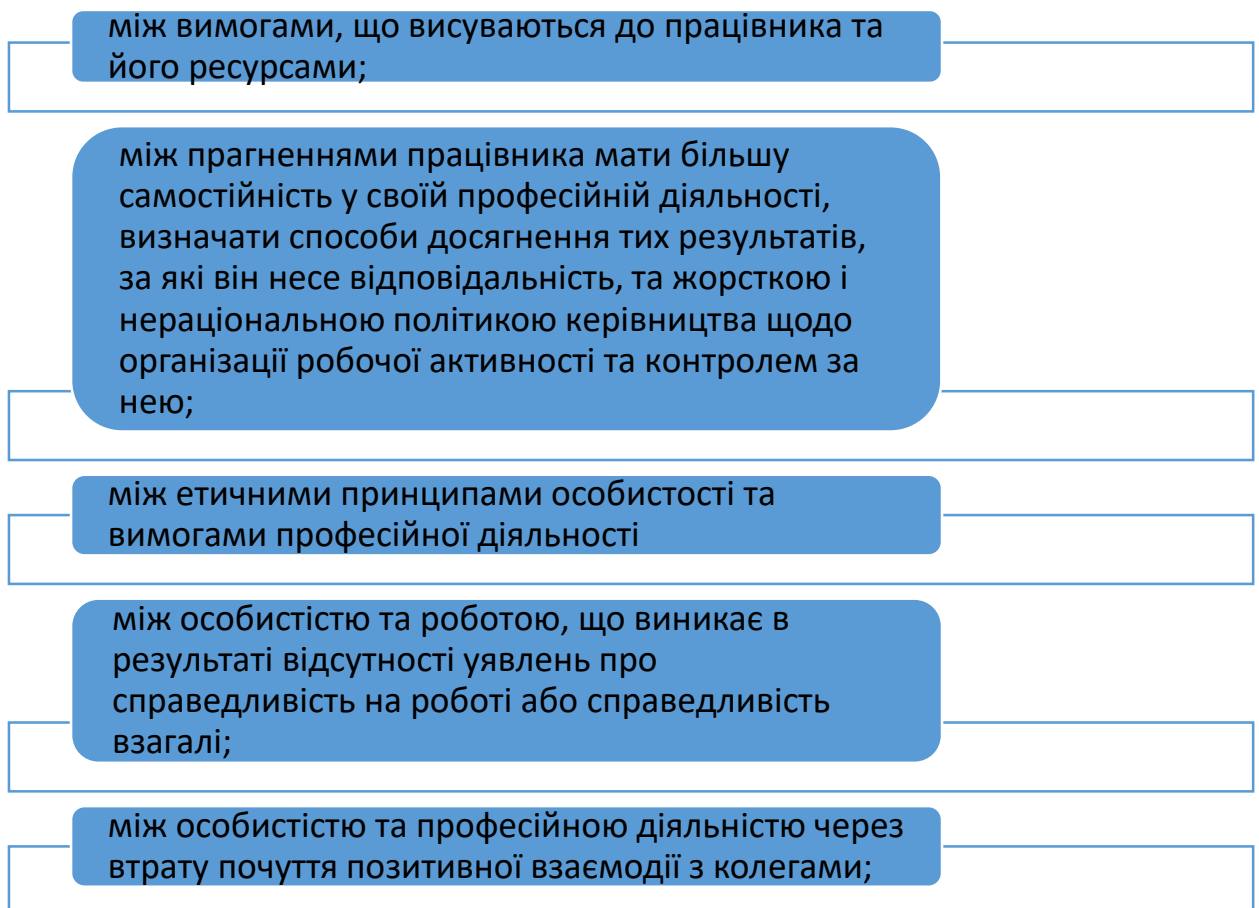 між вимогами, що висуваються до працівника та
його ресурсами;
між прагненнями працівника мати більшу
самостійність у своїй професійній діяльності,
визначати способи досягнення тих результатів,
за які він несе відповідальність, та жорсткою і
нераціональною політикою керівництва щодо
організації робочої активності та контролем за
нею;
між етичними принципами особистості та
вимогами професійної діяльності
між особистістю та роботою, що виникає в
результаті відсутності уявлень про
справедливість на роботі або справедливість
взагалі;
між особистістю та професійною діяльністю через
втрату почуття позитивної взаємодії з колегами;